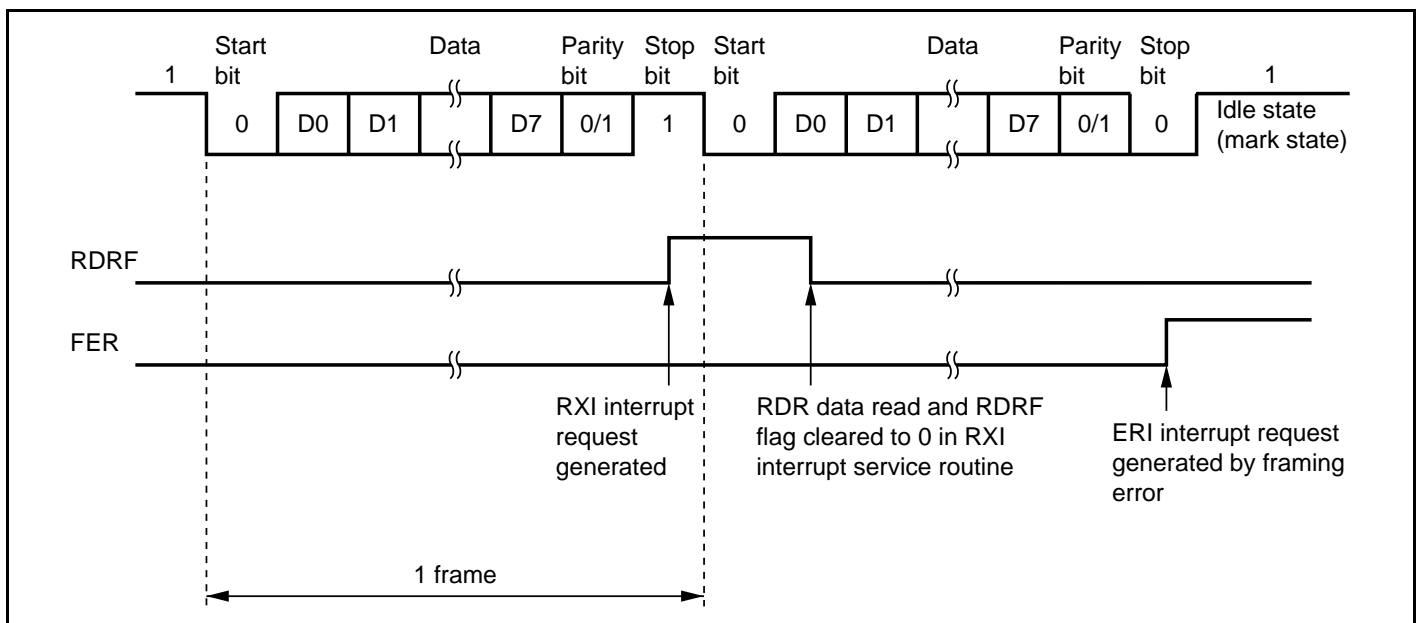 Start bit Data Parity bit Stop bit Start bit Data Parity bit Stop bit
1 1
0 D0 D1 D7 0/1 1 0 D0 D1 D7 0/1 0 Idle state (mark state)
RDRF
FER
RXI interrupt
request
generated
RDR data read and RDRF
flag cleared to 0 in RXI
interrupt service routine
ERI interrupt request
generated by framing
error
1 frame